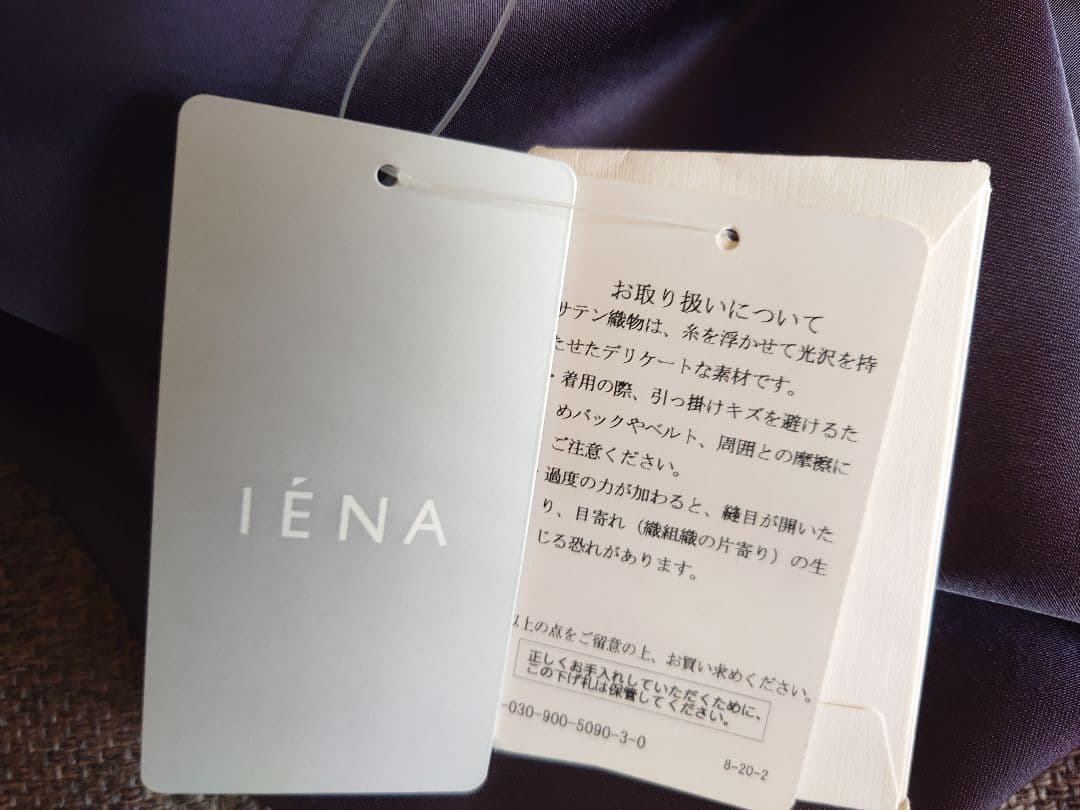 IÉNA
お取り扱いについて
サテン織物は、糸を浮かせて光沢を持
たせたデリケートな素材です。
・着用の際、引っ掛けキズを避けるた
めバックやベルト、周囲との摩擦に
ご注意ください。
・過度の力が加わると、縫目が開いた
り、目寄れ（織組織の片寄り）の生
じる恐れがあります。
以上の点をご留意の上、お買い求めください。
正しくお手入れしていただくために、
この下げ札は保管してください。
-030-900-5090-3-0
8-20-2